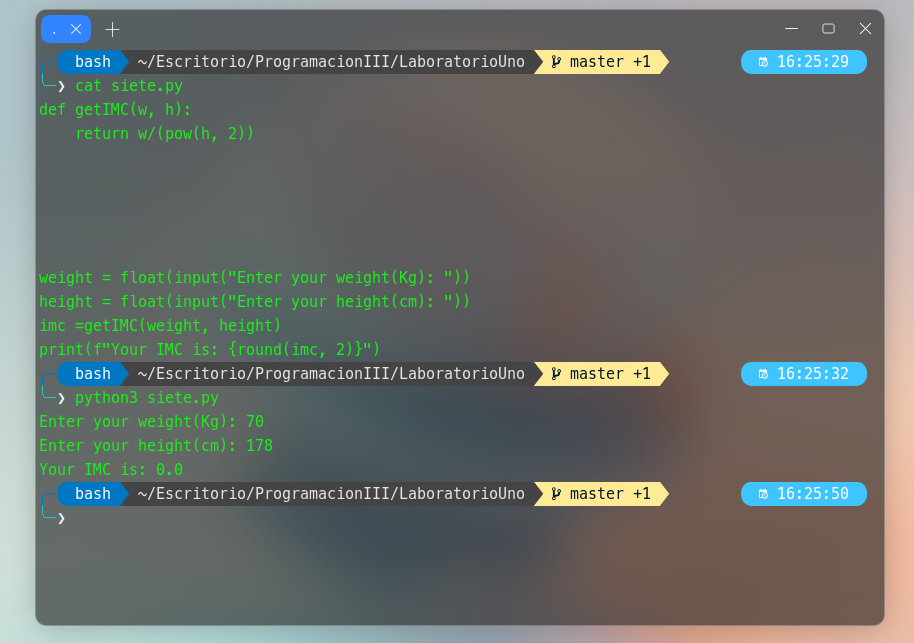 .
bash ~/Escritorio/ProgramacionIII/LaboratorioUno master +1 16:25:29
❯ cat siete.py
def getIMC(w, h):
    return w/(pow(h, 2))
weight = float(input("Enter your weight(Kg): "))
height = float(input("Enter your height(cm): "))
imc =getIMC(weight, height)
print(f"Your IMC is: {round(imc, 2)}")
bash ~/Escritorio/ProgramacionIII/LaboratorioUno master +1 16:25:32
❯ python3 siete.py
Enter your weight(Kg): 70
Enter your height(cm): 178
Your IMC is: 0.0
bash ~/Escritorio/ProgramacionIII/LaboratorioUno master +1 16:25:50
❯